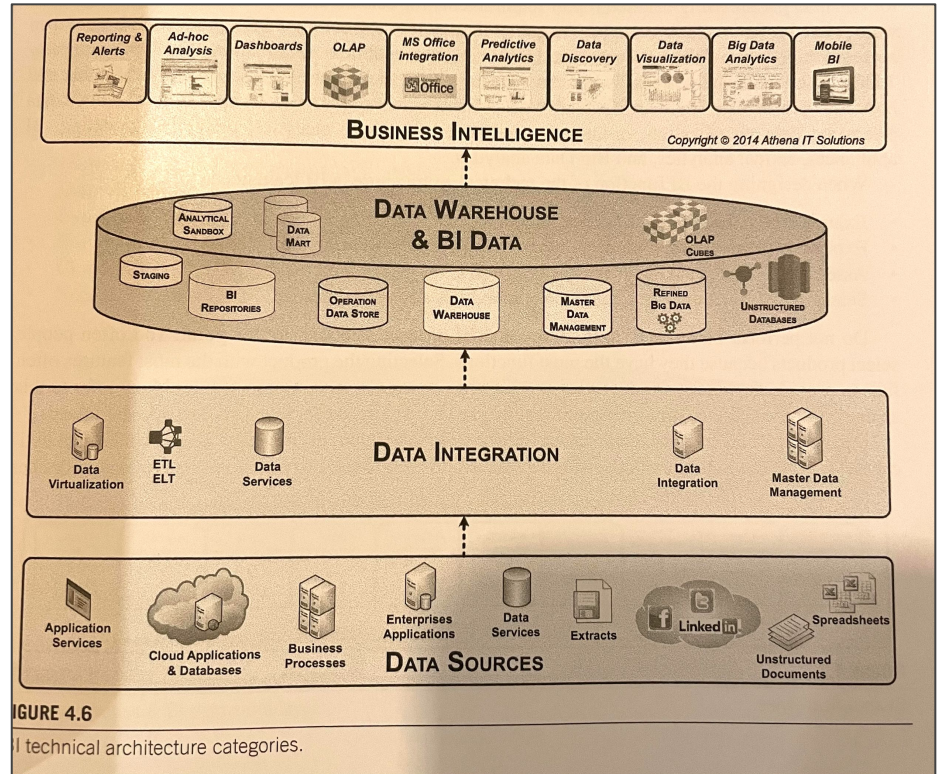 Reporting & Alerts
Ad-hoc Analysis
Dashboards
OLAP
MS Office integration
Microsoft Office
Predictive Analytics
Data Discovery
Data Visualization
Big Data Analytics
Mobile BI
BUSINESS INTELLIGENCE
Copyright © 2014 Athena IT Solutions
DATA WAREHOUSE
& BI DATA
ANALYTICAL
SANDBOX
DATA
MART
OLAP
CUBES
STAGING
BI
REPOSITORIES
OPERATION
DATA STORE
DATA
WAREHOUSE
MASTER
DATA
MANAGEMENT
REFINED
BIG DATA
UNSTRUCTURED
DATABASES
DATA INTEGRATION
Data
Virtualization
ETL
ELT
Data
Services
Data
Integration
Master Data
Management
Application
Services
Cloud Applications
& Databases
Business
Processes
Enterprises
Applications
Data
Services
Extracts
f
Linked in
Unstructured
Documents
Spreadsheets
DATA SOURCES
IGURE 4.6
I technical architecture categories.